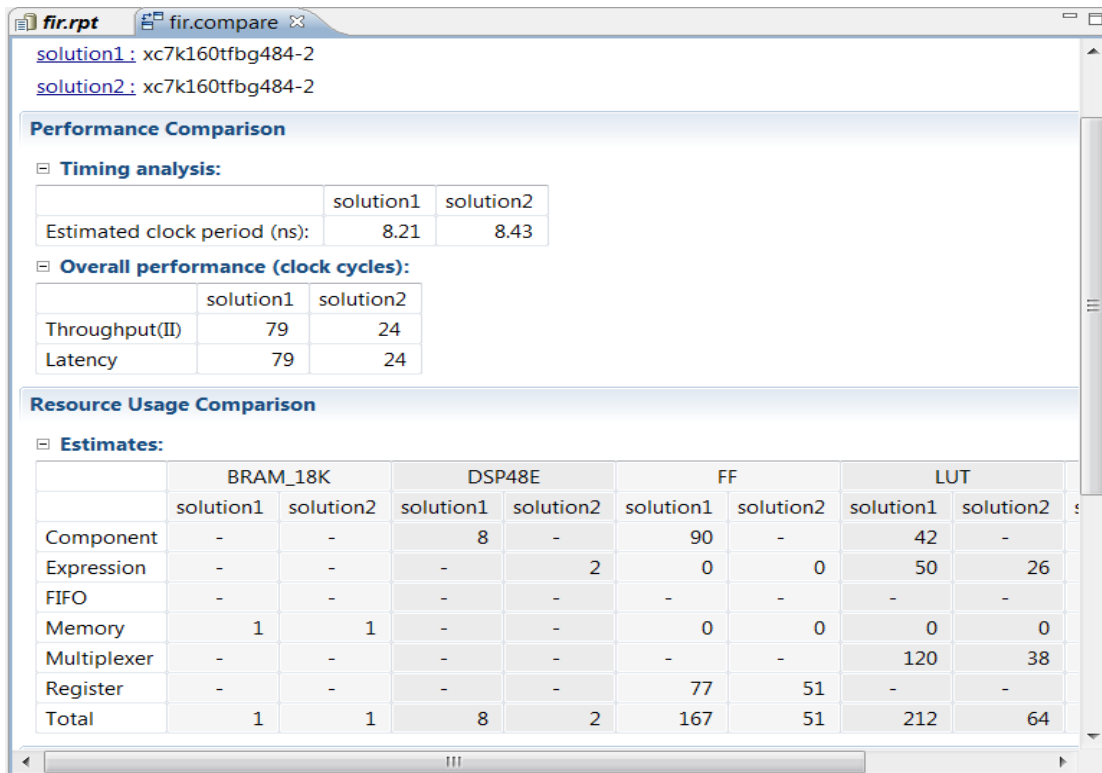 fir.rpt fir.compare
solution1 : xc7k160tfbg484-2
solution2 : xc7k160tfbg484-2
Performance Comparison
Timing analysis:
solution1 solution2
Estimated clock period (ns): 8.21 8.43
Overall performance (clock cycles):
solution1 solution2
Throughput(II) 79 24
Latency 79 24
Resource Usage Comparison
Estimates:
BRAM_18K DSP48E FF LUT
solution1 solution2 solution1 solution2 solution1 solution2 solution1 solution2 s
Component - - 8 - 90 - 42 -
Expression - - - 2 0 0 50 26
FIFO - - - - - - - -
Memory 1 1 - - 0 0 0 0
Multiplexer - - - - - - 120 38
Register - - - - 77 51 - -
Total 1 1 8 2 167 51 212 64